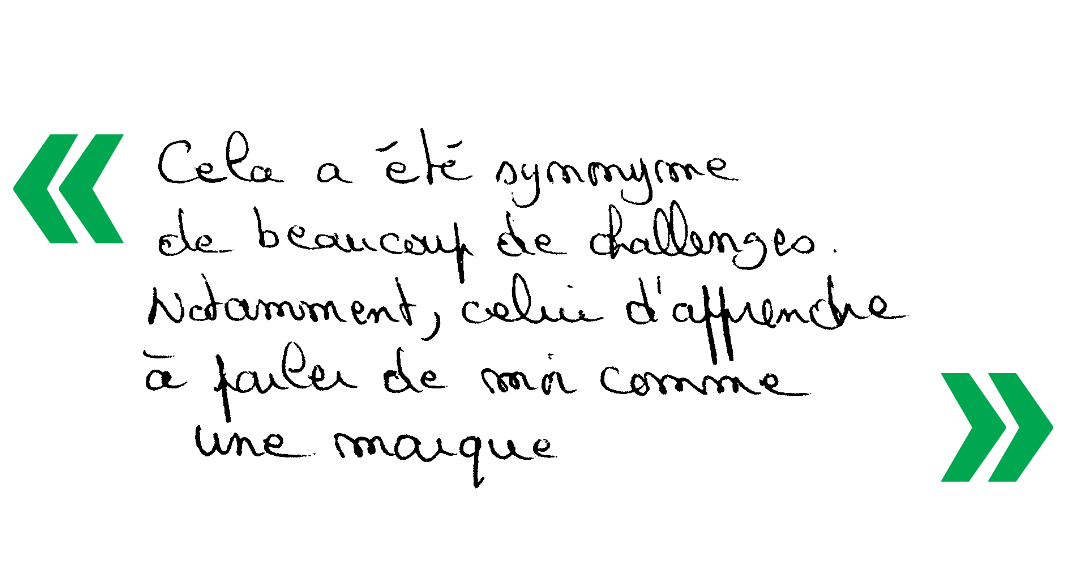 « Cela a été synonyme
de beaucoup de challenges.
Notamment, celui d'apprendre
à parler de moi comme
une marque »